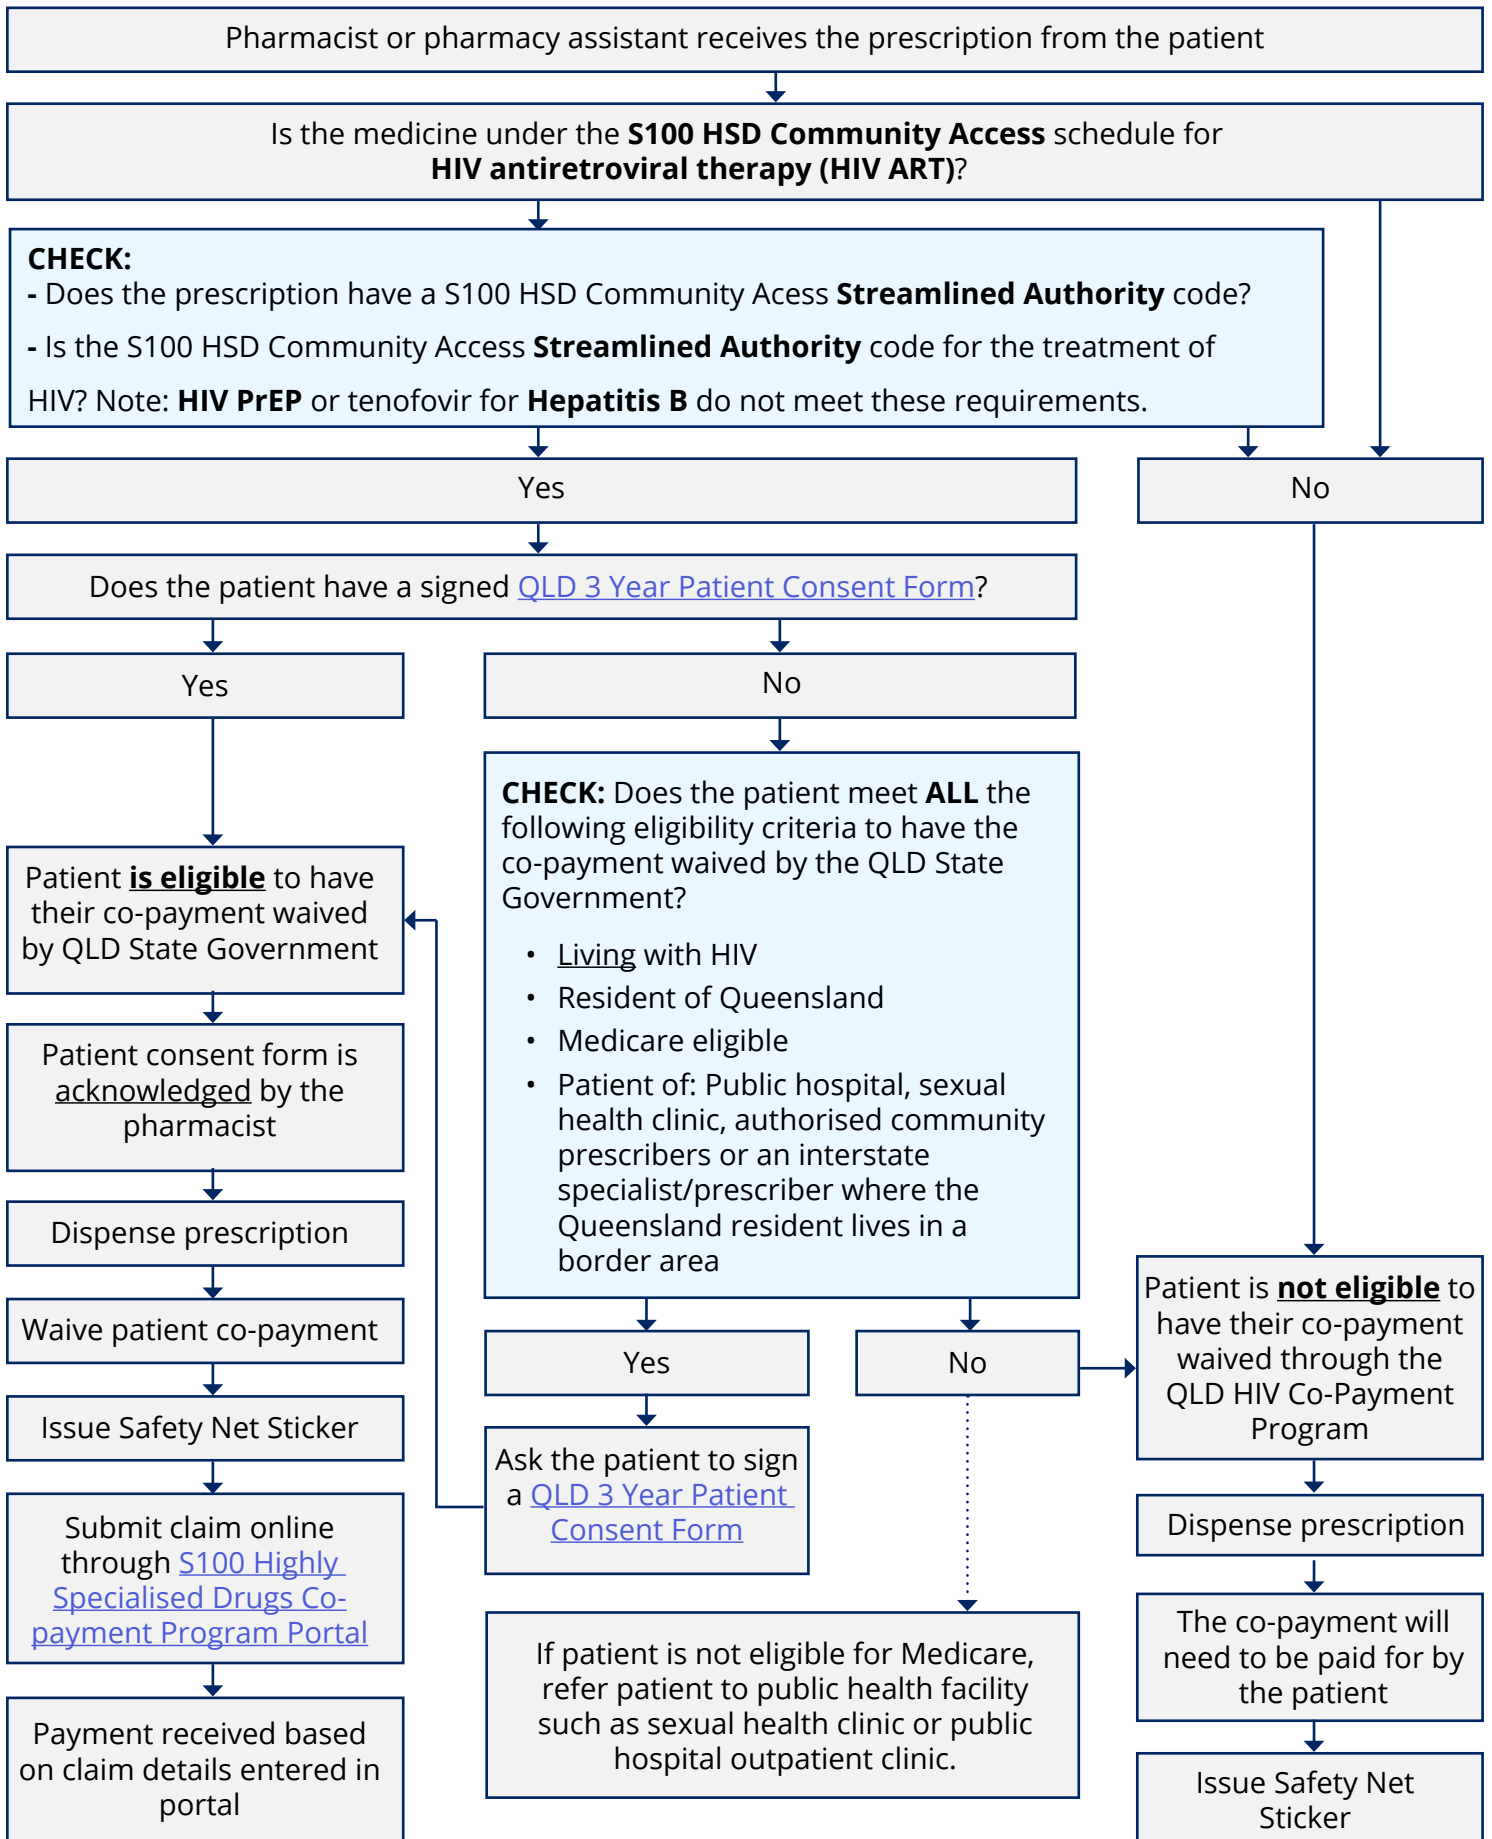 Pharmacist or pharmacy assistant receives the prescription from the patient
Is the medicine under the S100 HSD Community Access schedule for
HIV antiretroviral therapy (HIV ART)?
CHECK:
- Does the prescription have a S100 HSD Community Acess Streamlined Authority code?
- Is the S100 HSD Community Access Streamlined Authority code for the treatment of
HIV? Note: HIV PrEP or tenofovir for Hepatitis B do not meet these requirements.
Yes
No
Does the patient have a signed QLD 3 Year Patient Consent Form?
Yes
No
CHECK: Does the patient meet ALL the
following eligibility criteria to have the
co-payment waived by the QLD State
Government?
• Living with HIV
• Resident of Queensland
• Medicare eligible
• Patient of: Public hospital, sexual
health clinic, authorised community
prescribers or an interstate
specialist/prescriber where the
Queensland resident lives in a
border area
Patient is eligible to have
their co-payment waived
by QLD State Government
Patient consent form is
acknowledged by the
pharmacist
Dispense prescription
Waive patient co-payment
Issue Safety Net Sticker
Submit claim online
through S100 Highly
Specialised Drugs Co-
payment Program Portal
Payment received based
on claim details entered in
portal
Yes
No
Ask the patient to sign
a QLD 3 Year Patient
Consent Form
If patient is not eligible for Medicare,
refer patient to public health facility
such as sexual health clinic or public
hospital outpatient clinic.
Patient is not eligible to
have their co-payment
waived through the
QLD HIV Co-Payment
Program
Dispense prescription
The co-payment will
need to be paid for by
the patient
Issue Safety Net
Sticker